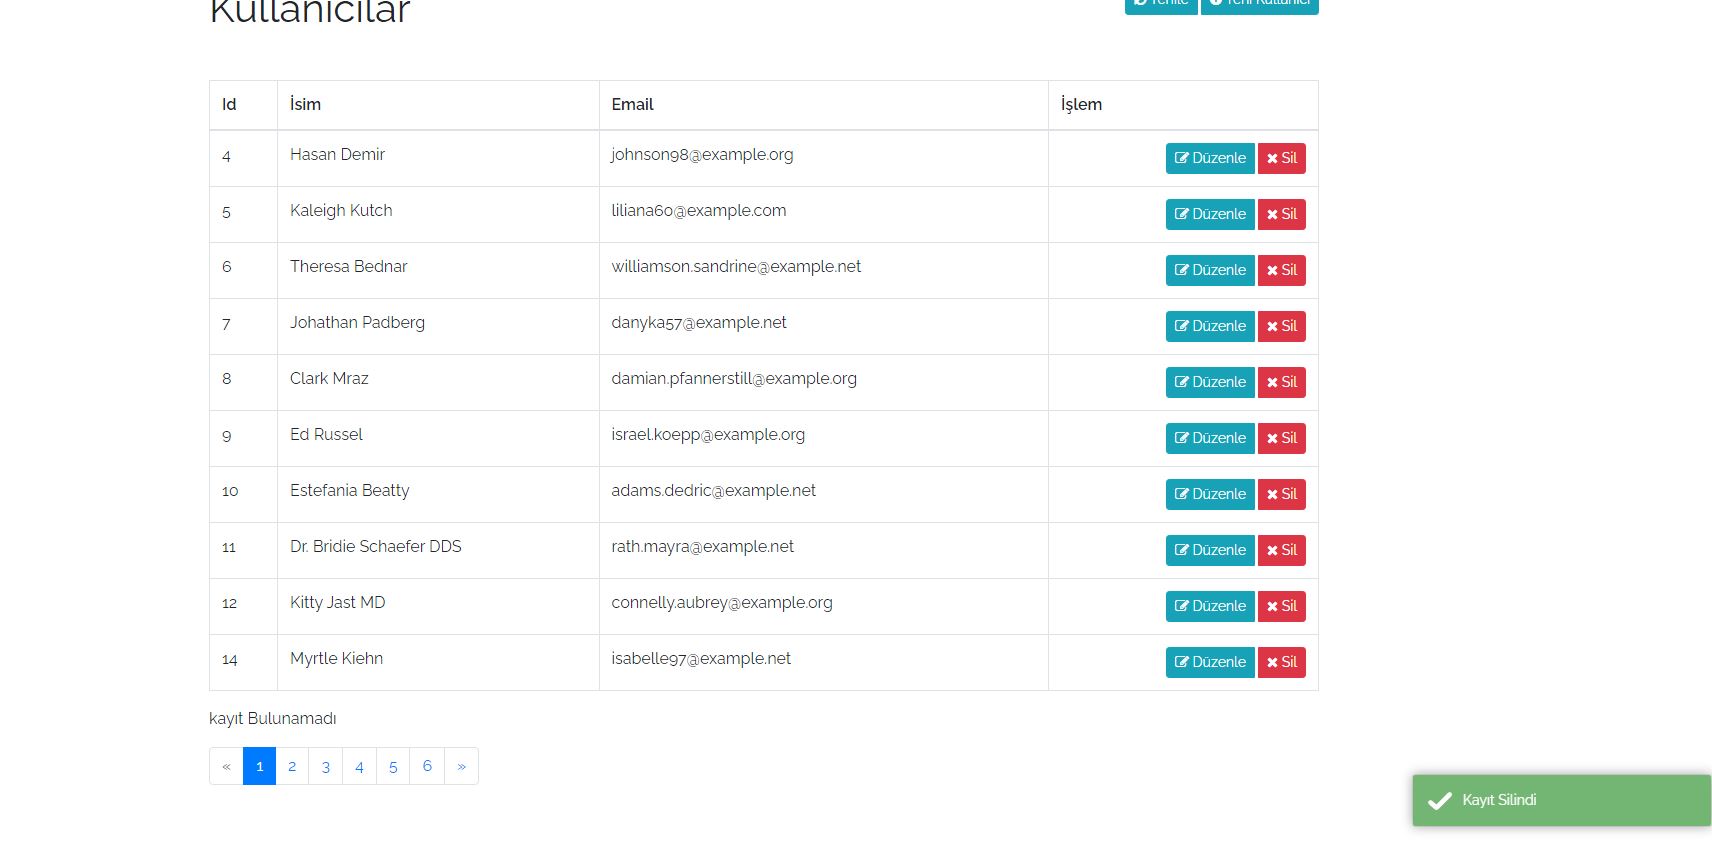 Kullanıcılar
Yenile
Yeni Kullanıcı
Id İsim Email İşlem
4 Hasan Demir johnson98@example.org Düzenle Sil
5 Kaleigh Kutch liliana60@example.com Düzenle Sil
6 Theresa Bednar williamson.sandrine@example.net Düzenle Sil
7 Johathan Padberg danyka57@example.net Düzenle Sil
8 Clark Mraz damian.pfannerstill@example.org Düzenle Sil
9 Ed Russel israel.koepp@example.org Düzenle Sil
10 Estefania Beatty adams.dedric@example.net Düzenle Sil
11 Dr. Bridie Schaefer DDS rath.mayra@example.net Düzenle Sil
12 Kitty Jast MD connelly.aubrey@example.org Düzenle Sil
14 Myrtle Kiehn isabelle97@example.net Düzenle Sil
kayıt Bulunamadı
« 1 2 3 4 5 6 »
Kayıt Silindi